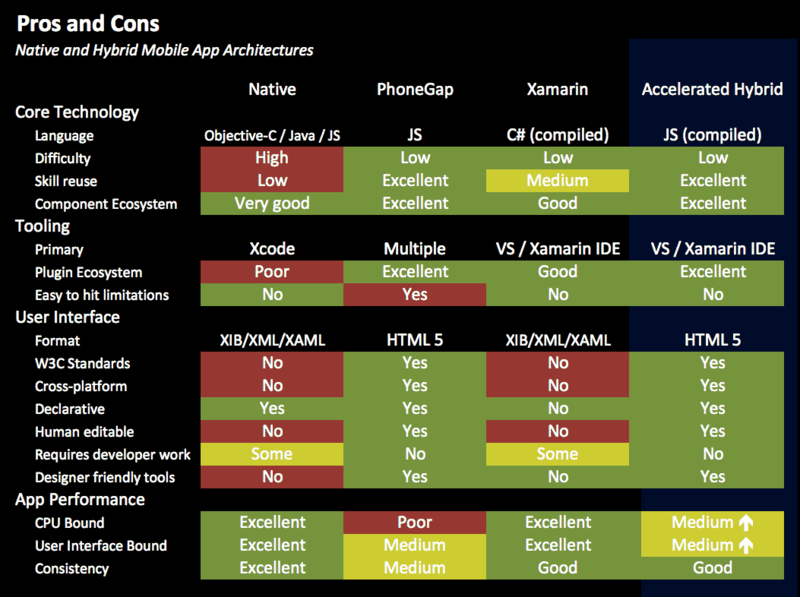 Pros and Cons
Native and Hybrid Mobile App Architectures
Native PhoneGap Xamarin Accelerated Hybrid
Core Technology
Language Objective-C / Java / JS JS C# (compiled) JS (compiled)
Difficulty High Low Low Low
Skill reuse Low Excellent Medium Excellent
Component Ecosystem Very good Excellent Good Excellent
Tooling
Primary Xcode Multiple VS / Xamarin IDE VS / Xamarin IDE
Plugin Ecosystem Poor Excellent Good Excellent
Easy to hit limitations No Yes No No
User Interface
Format XIB/XML/XAML HTML 5 XIB/XML/XAML HTML 5
W3C Standards No Yes No Yes
Cross-platform No Yes No Yes
Declarative Yes Yes No Yes
Human editable No Yes No Yes
Requires developer work Some No Some No
Designer friendly tools No Yes No Yes
App Performance
CPU Bound Excellent Poor Excellent Medium ↑
User Interface Bound Excellent Medium Excellent Medium ↑
Consistency Excellent Medium Good Good